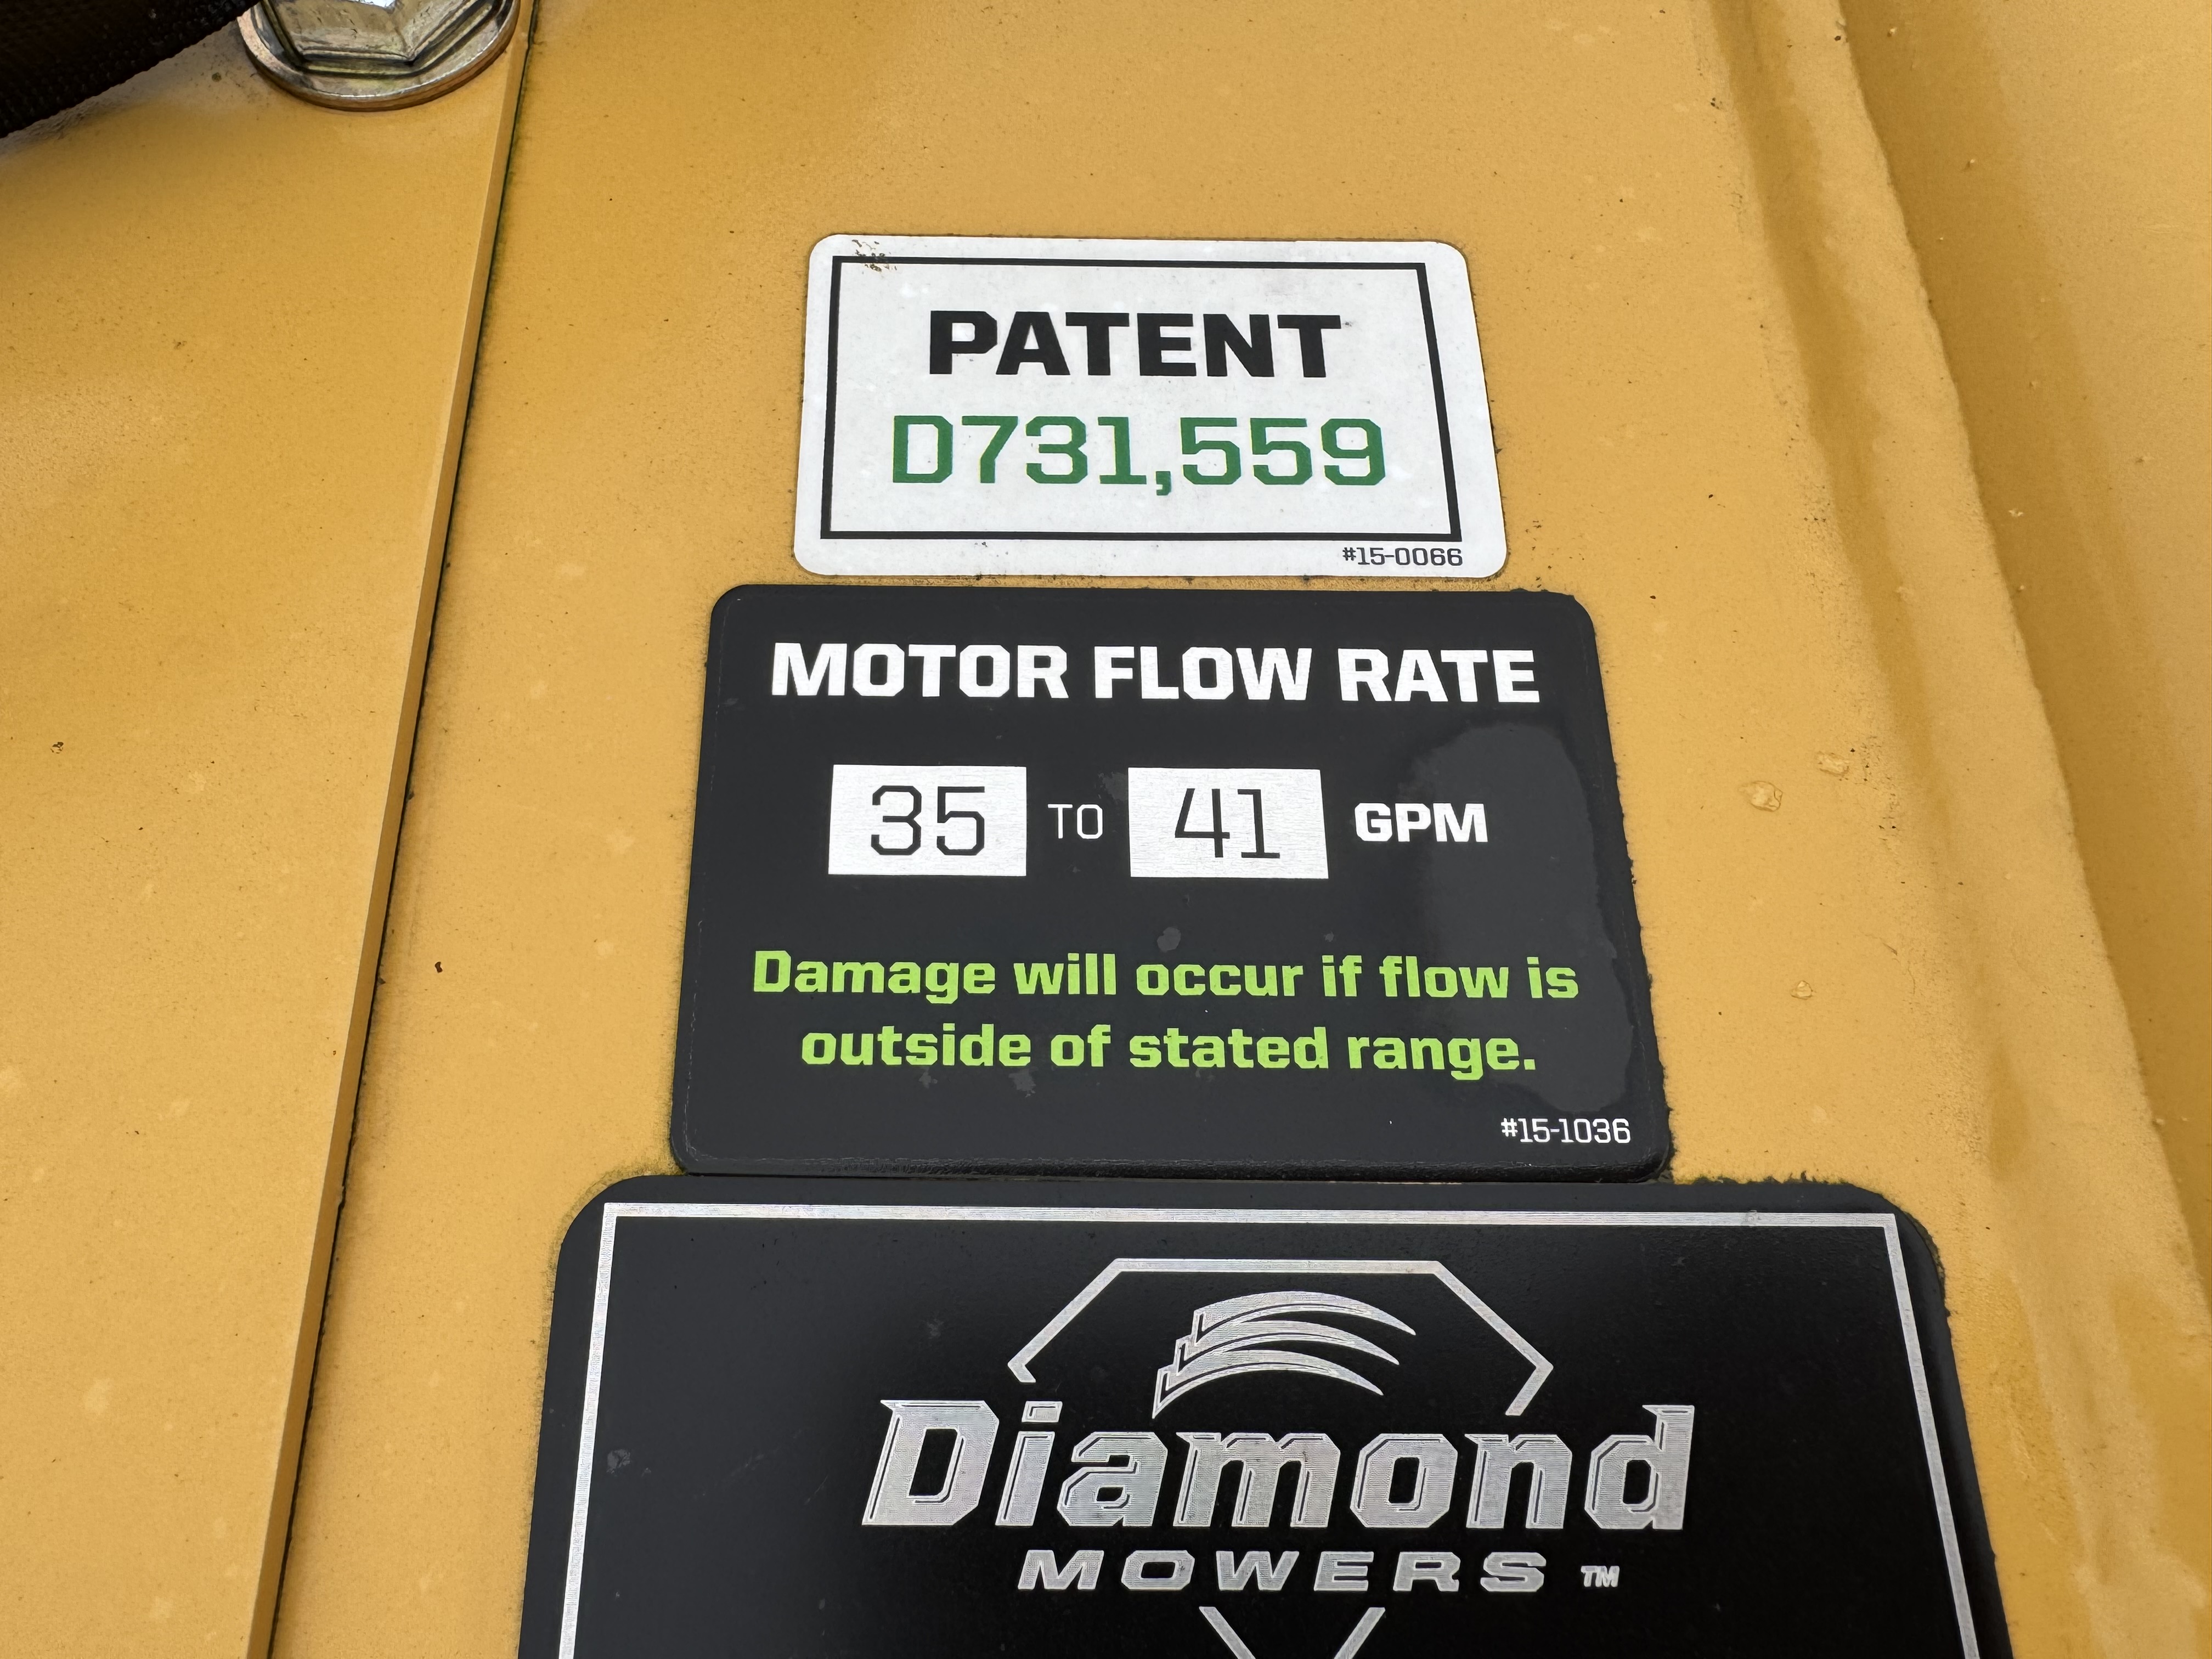 PATENT
D731,559
#15-0066
MOTOR FLOW RATE
35 TO 41 GPM
Damage will occur if flow is
outside of stated range.
#15-1036
Diamond
MOWERS™